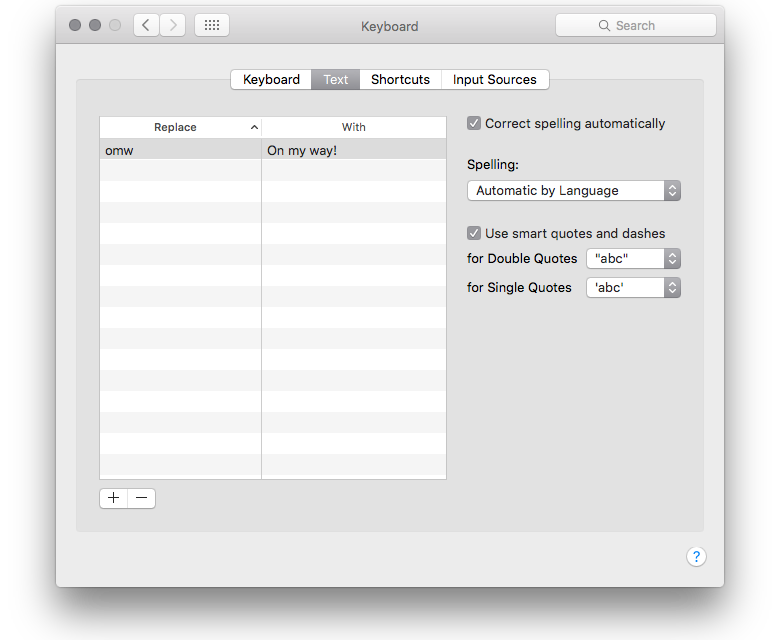 Keyboard
Search
Keyboard Text Shortcuts Input Sources
Replace With
omw On my way!
Correct spelling automatically
Spelling:
Automatic by Language
Use smart quotes and dashes
for Double Quotes "abc"
for Single Quotes 'abc'
+ −
?